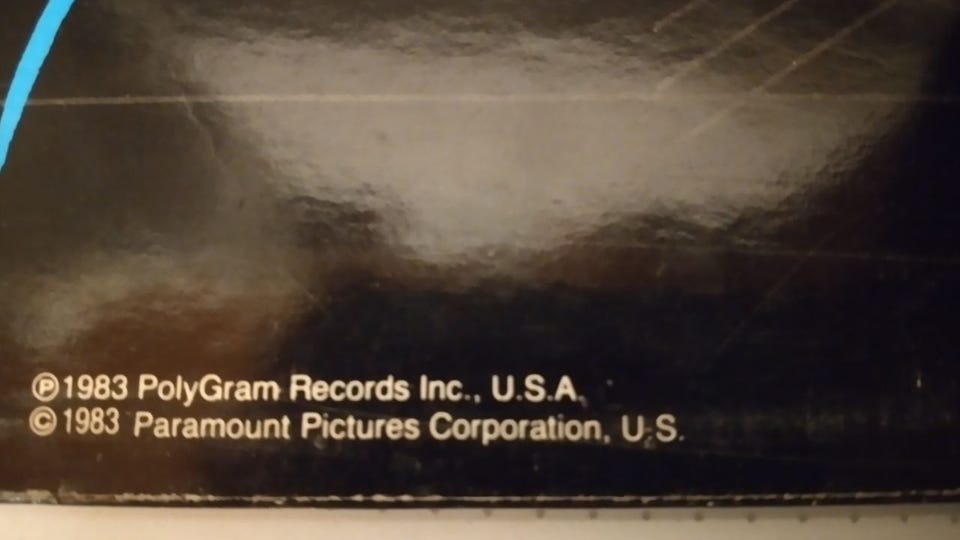 ℗1983 PolyGram Records Inc., U.S.A.
©1983 Paramount Pictures Corporation, U.S.